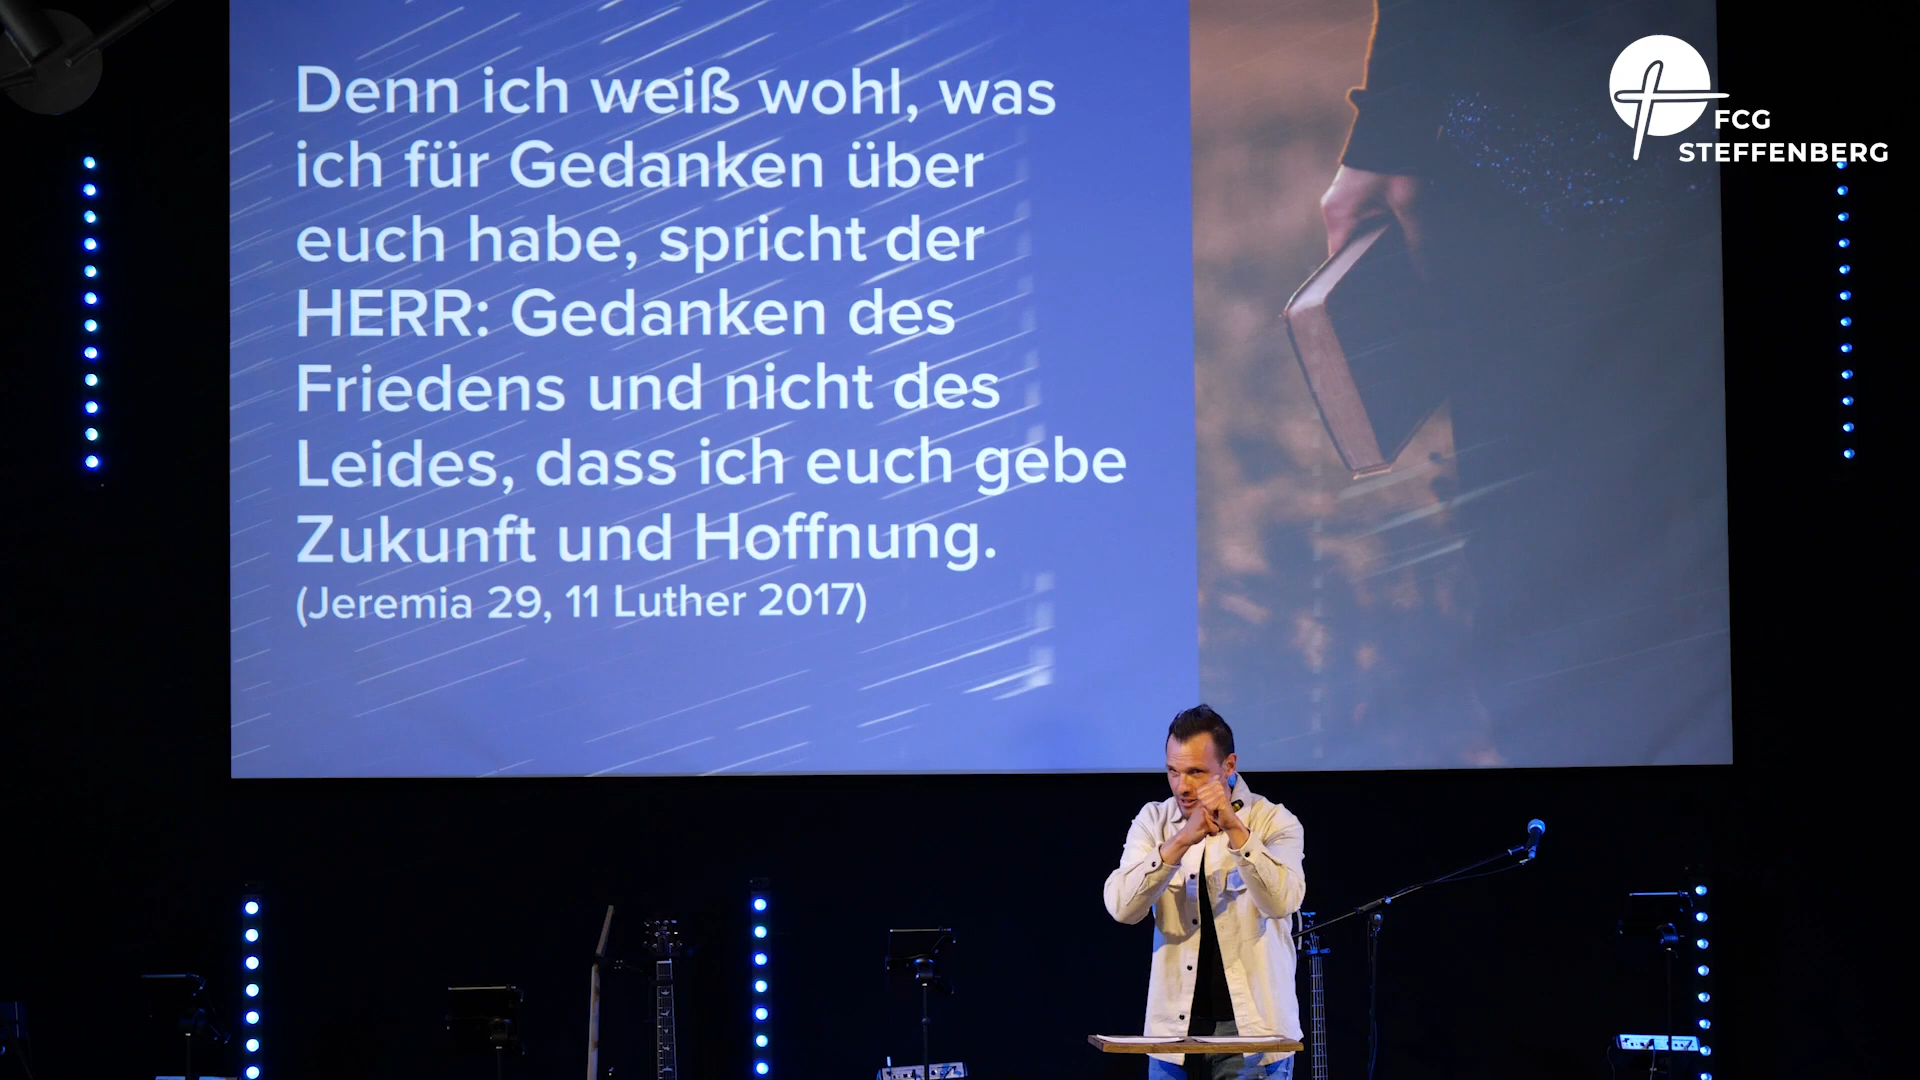 Denn ich weiß wohl, was
ich für Gedanken über
euch habe, spricht der
HERR: Gedanken des
Friedens und nicht des
Leides, dass ich euch gebe
Zukunft und Hoffnung.
(Jeremia 29, 11 Luther 2017)
FCG
STEFFENBERG